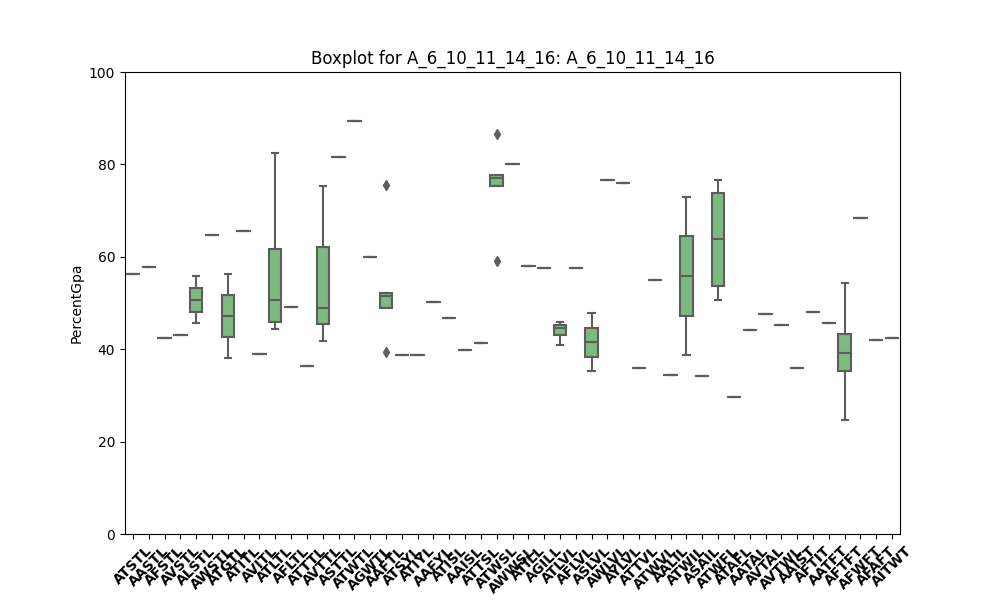 Boxplot for A_6_10_11_14_16: A_6_10_11_14_16
100
80
60
40
20
0
PercentGpa
ATSTL
AASTL
AFSTL
AVSTL
ALSTL
AWSTL
ATGTL
ATITL
AVITL
ATLTL
AFLTL
ATTTL
AVTTL
ASTTL
ATWTL
AGWTL
AAFTL
ATSYL
ATIYL
AAFYL
ATISL
AAISL
ATTSL
ATWSL
AWWSL
AGILL
ATLVL
AFLVL
ASLVL
AWLVL
AYLVL
ATTVL
ATWVL
ATWIL
ASAIL
ATWFL
AATAL
AVTAL
AVTWL
AAIST
AFTIT
AATFT
AFTFT
AFWFT
AFAFT
AITWT